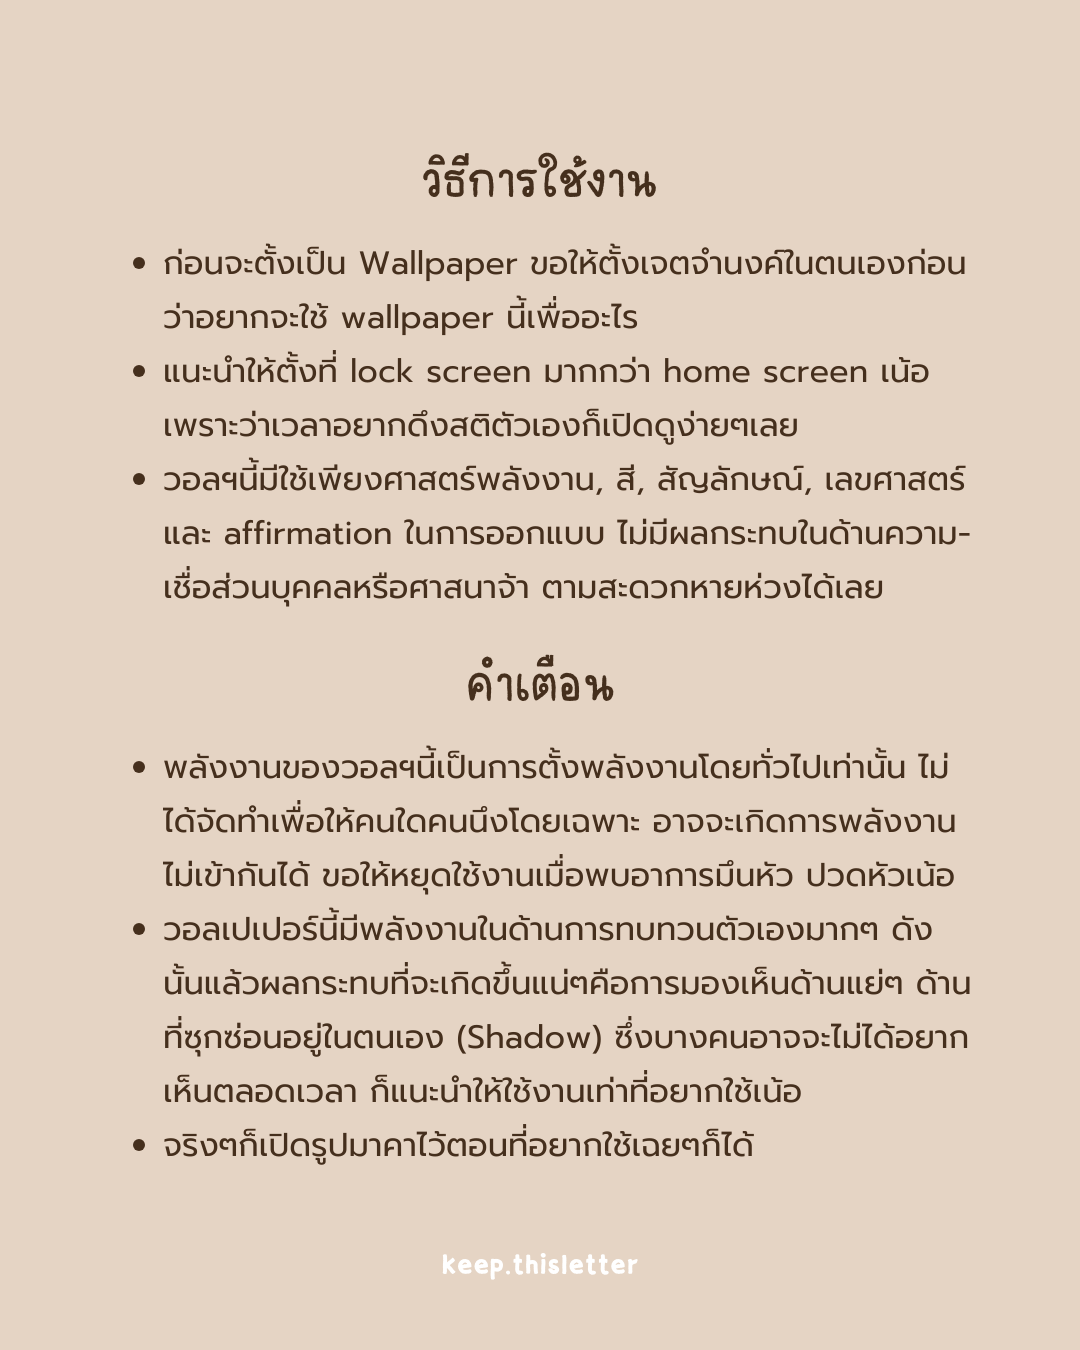 วิธีการใช้งาน
• ก่อนจะตั้งเป็น Wallpaper ขอให้ตั้งเจตจำนงค์ในตนเองก่อน
ว่าอยากจะใช้ wallpaper นี้เพื่ออะไร
• แนะนำให้ตั้งที่ lock screen มากกว่า home screen เน้อ
เพราะว่าเวลาอยากดึงสติตัวเองก็เปิดดูง่ายๆเลย
• วอลฯนี้มีใช้เพียงศาสตร์พลังงาน, สี, สัญลักษณ์, เลขศาสตร์
และ affirmation ในการออกแบบ ไม่มีผลกระทบในด้านความ-
เชื่อส่วนบุคคลหรือศาสนาจ้า ตามสะดวกหายห่วงได้เลย
คำเตือน
• พลังงานของวอลฯนี้เป็นการตั้งพลังงานโดยทั่วไปเท่านั้น ไม่
ได้จัดทำเพื่อให้คนใดคนนึงโดยเฉพาะ อาจจะเกิดการพลังงาน
ไม่เข้ากันได้ ขอให้หยุดใช้งานเมื่อพบอาการมึนหัว ปวดหัวเน้อ
• วอลเปเปอร์นี้มีพลังงานในด้านการทบทวนตัวเองมากๆ ดัง
นั้นแล้วผลกระทบที่จะเกิดขึ้นแน่ๆคือการมองเห็นด้านแย่ๆ ด้าน
ที่ซุกซ่อนอยู่ในตนเอง (Shadow) ซึ่งบางคนอาจจะไม่ได้อยาก
เห็นตลอดเวลา ก็แนะนำให้ใช้งานเท่าที่อยากใช้เน้อ
• จริงๆก็เปิดรูปมาคาไว้ตอนที่อยากใช้เฉยๆก็ได้
keep.thisletter